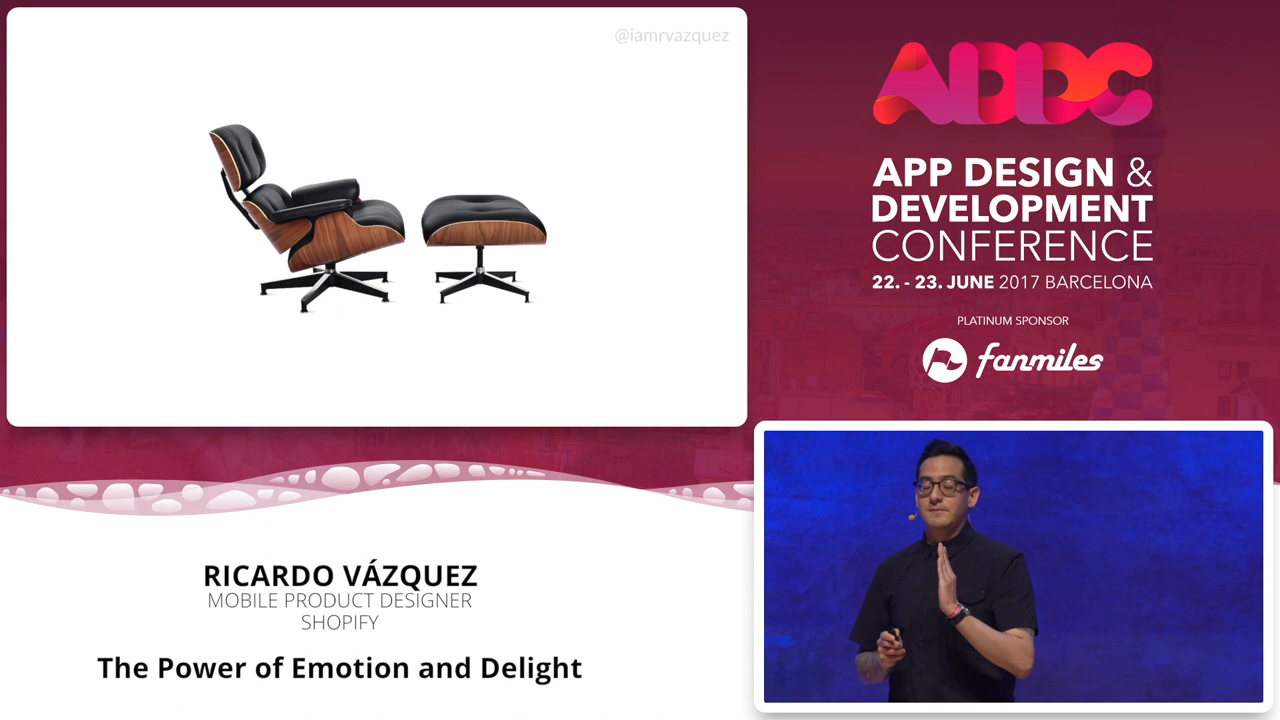 @iamrvazquez
ADDC
APP DESIGN &
DEVELOPMENT
CONFERENCE
22. - 23. JUNE 2017 BARCELONA
PLATINUM SPONSOR
fanmiles
RICARDO VÁZQUEZ
MOBILE PRODUCT DESIGNER
SHOPIFY
The Power of Emotion and Delight